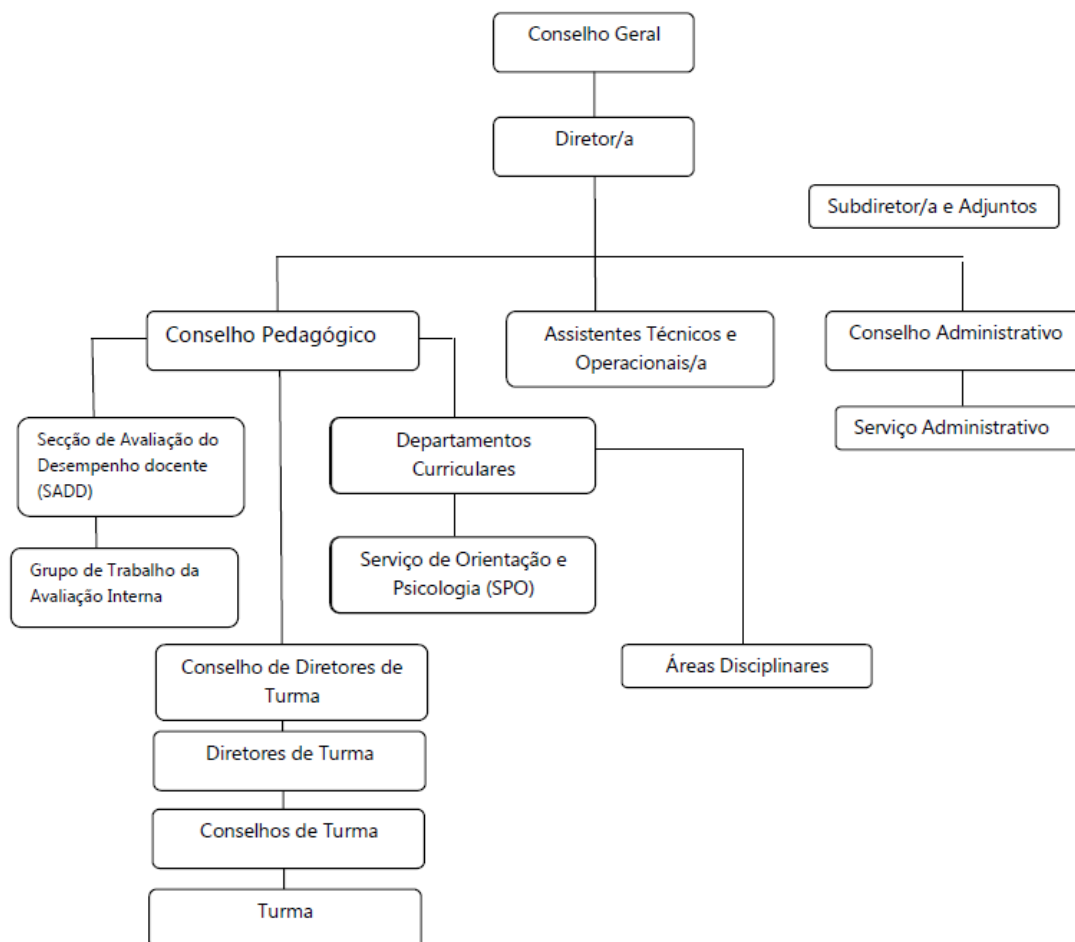 Conselho Geral
Diretor/a
Subdiretor/a e Adjuntos
Conselho Pedagógico
Assistentes Técnicos e
Operacionais/a
Conselho Administrativo
Serviço Administrativo
Secção de Avaliação do
Desempenho docente
(SADD)
Departamentos
Curriculares
Grupo de Trabalho da
Avaliação Interna
Serviço de Orientação e
Psicologia (SPO)
Conselho de Diretores de
Turma
Áreas Disciplinares
Diretores de Turma
Conselhos de Turma
Turma